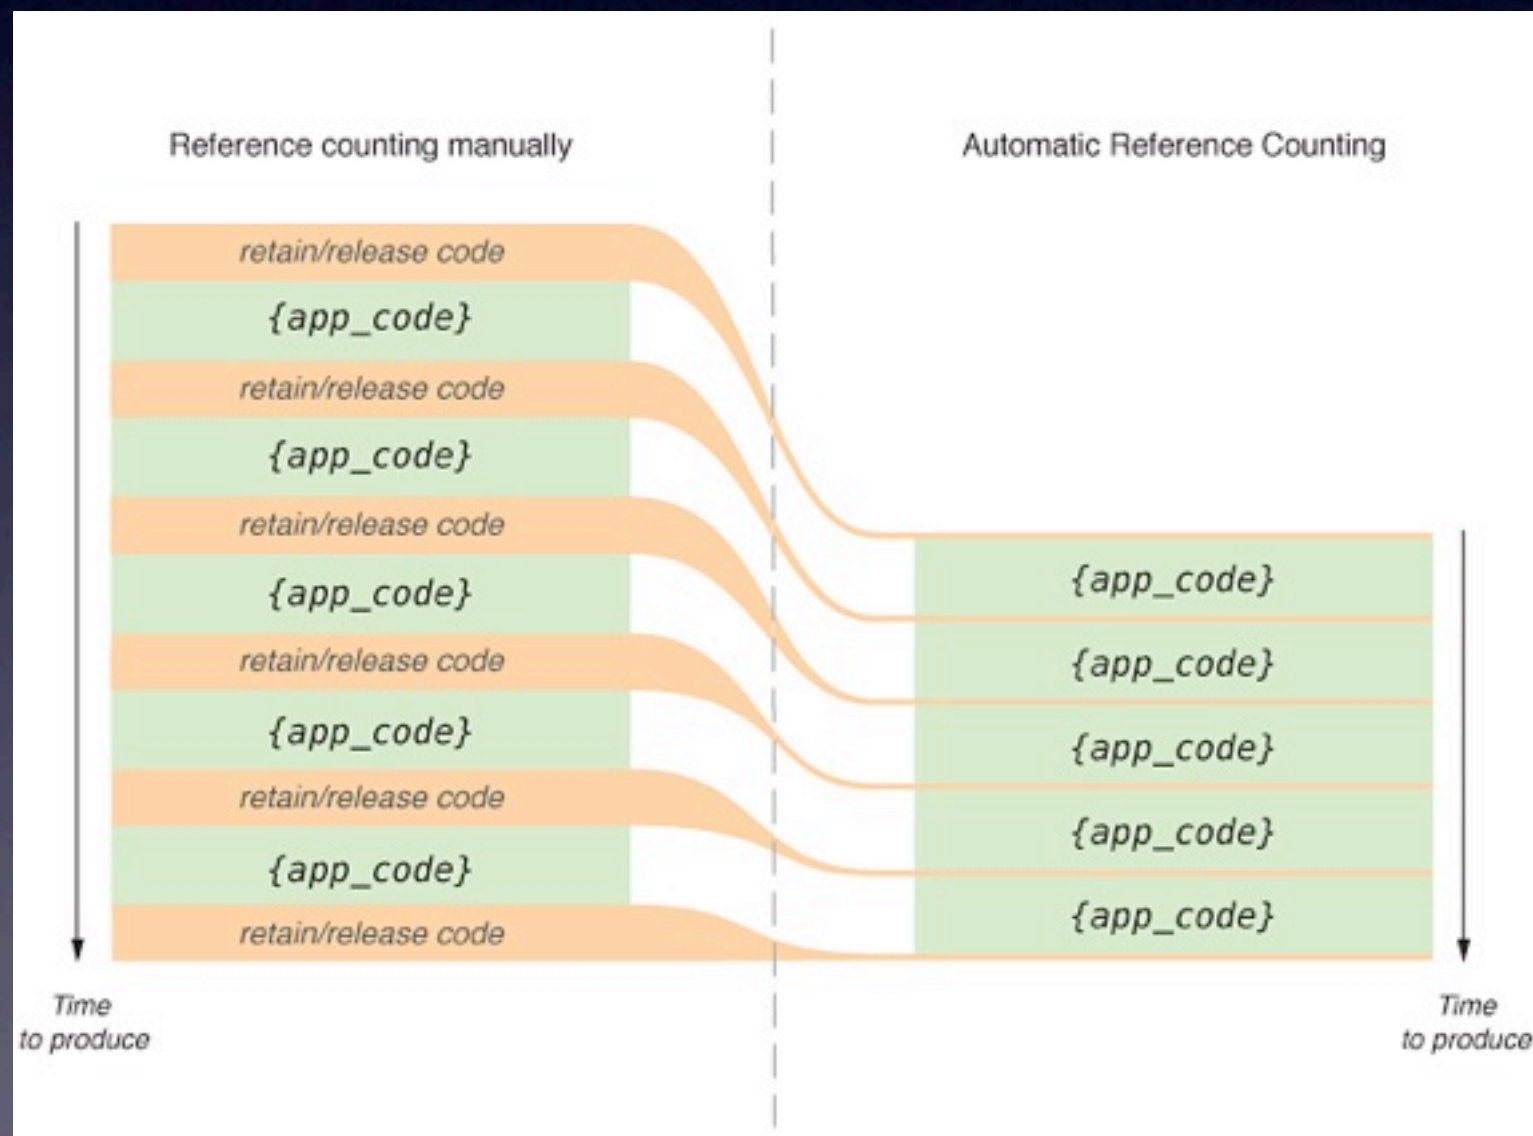 Reference counting manually
Automatic Reference Counting
retain/release code
{app_code}
retain/release code
{app_code}
retain/release code
{app_code}
retain/release code
{app_code}
retain/release code
{app_code}
retain/release code
{app_code}
{app_code}
{app_code}
{app_code}
{app_code}
Time
to produce
Time
to produce